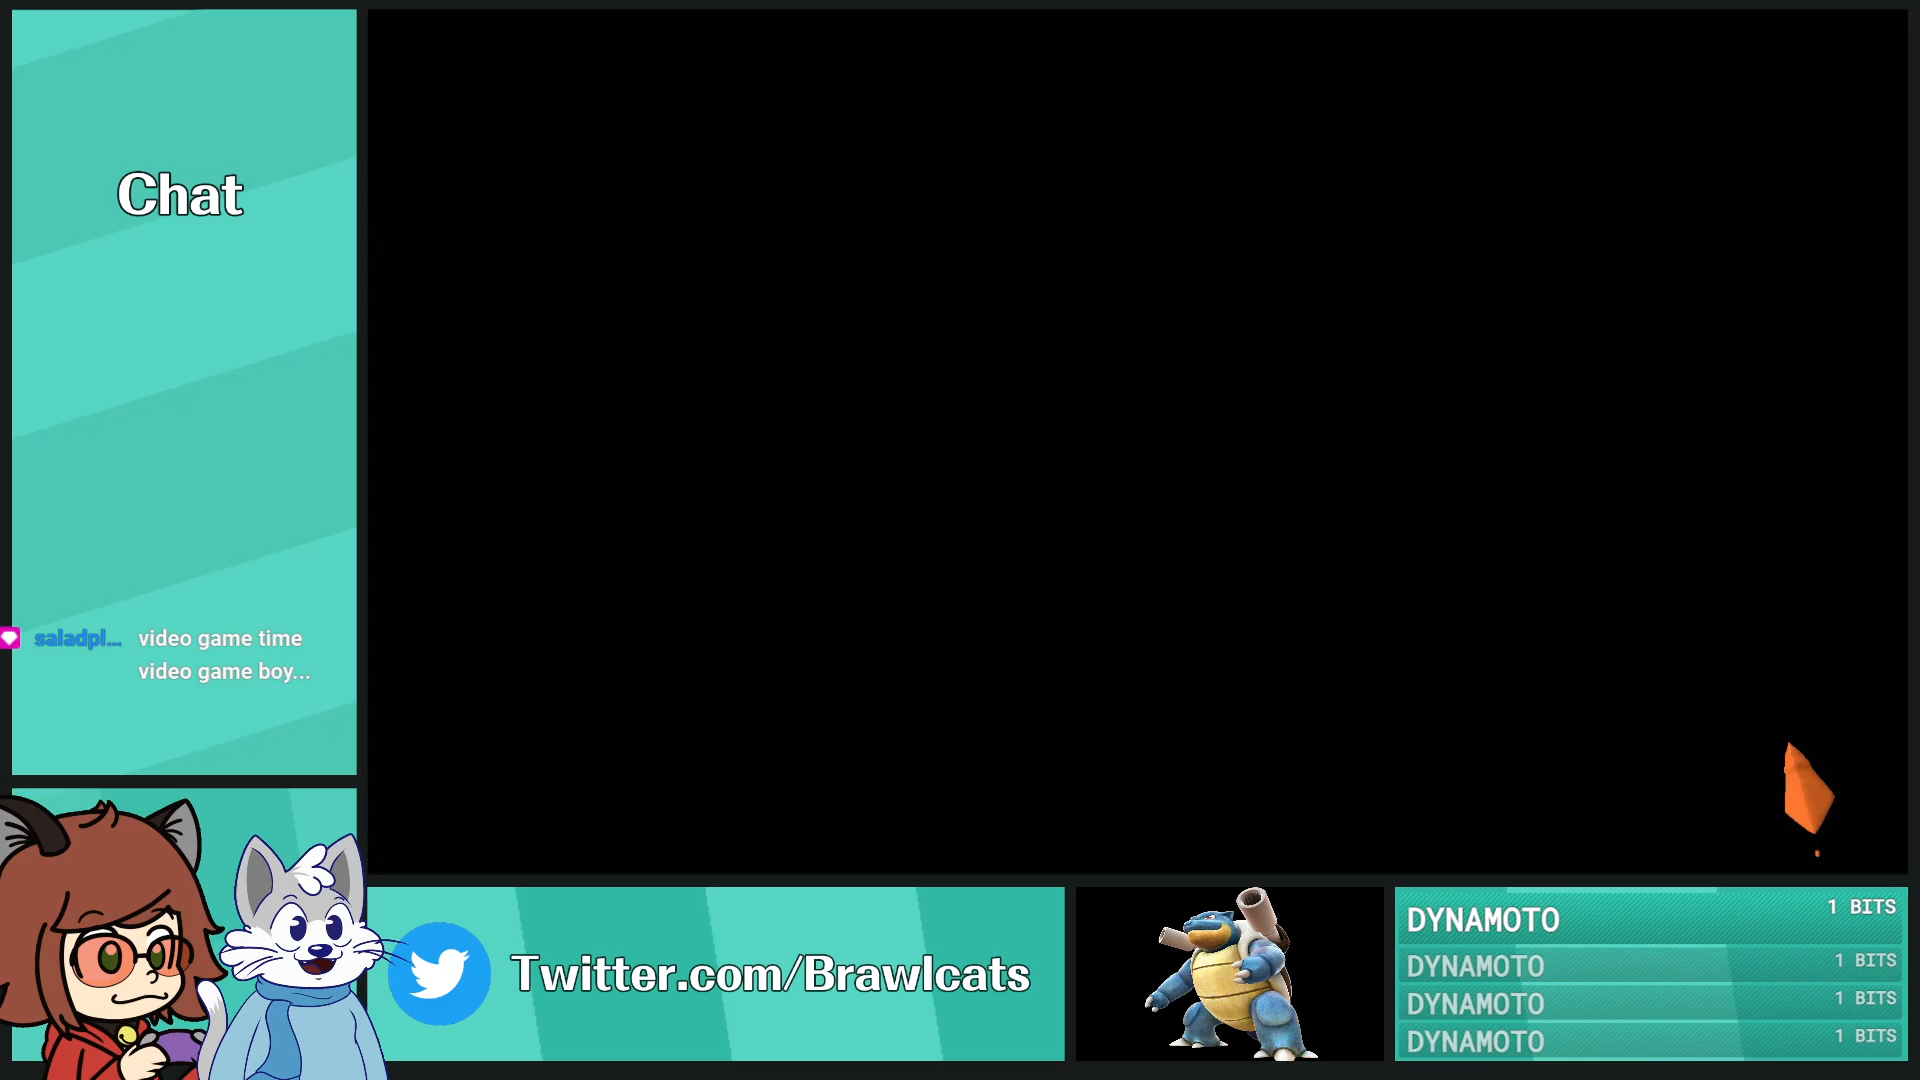 Chat
saladpl... video game time
video game boy...
Twitter.com/Brawlcats
DYNAMOTO 1 BITS
DYNAMOTO 1 BITS
DYNAMOTO 1 BITS
DYNAMOTO 1 BITS